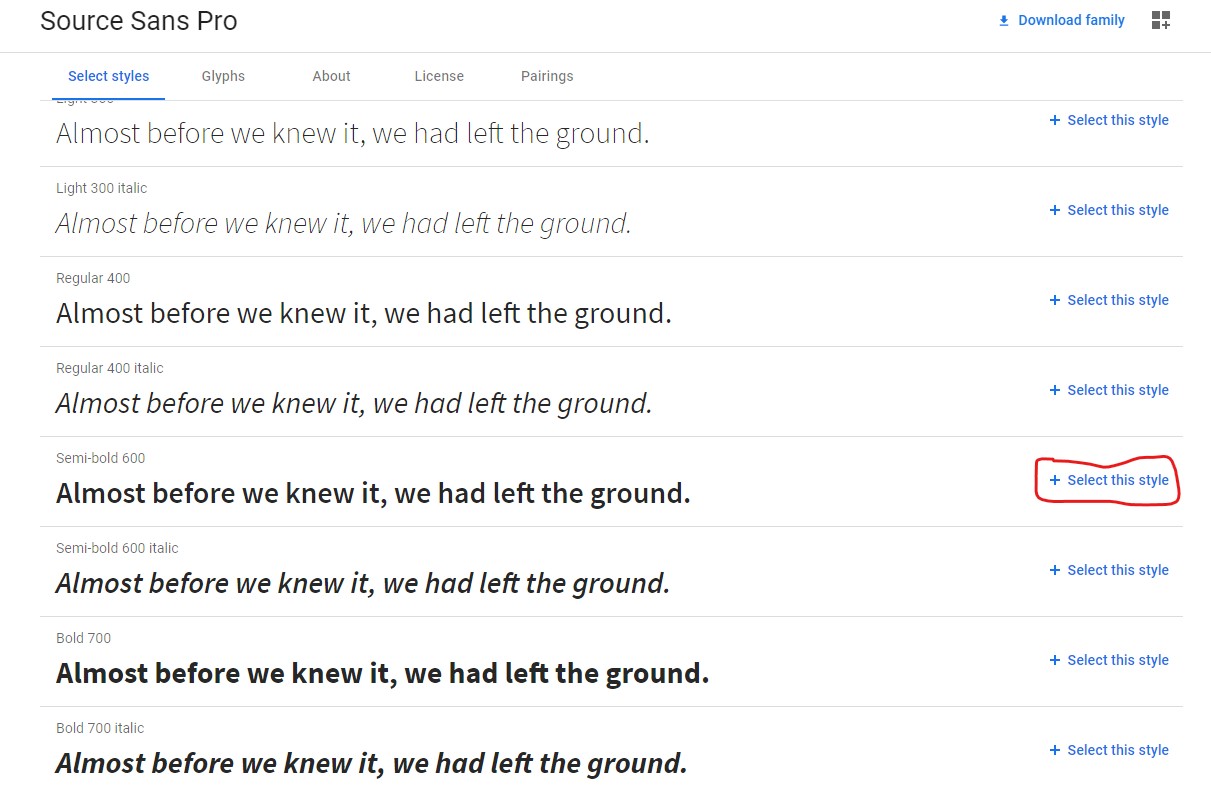 Source Sans Pro
Download family
Select styles Glyphs About License Pairings
Almost before we knew it, we had left the ground.
+ Select this style
Light 300 italic
Almost before we knew it, we had left the ground.
+ Select this style
Regular 400
Almost before we knew it, we had left the ground.
+ Select this style
Regular 400 italic
Almost before we knew it, we had left the ground.
+ Select this style
Semi-bold 600
Almost before we knew it, we had left the ground.
+ Select this style
Semi-bold 600 italic
Almost before we knew it, we had left the ground.
+ Select this style
Bold 700
Almost before we knew it, we had left the ground.
+ Select this style
Bold 700 italic
Almost before we knew it, we had left the ground.
+ Select this style